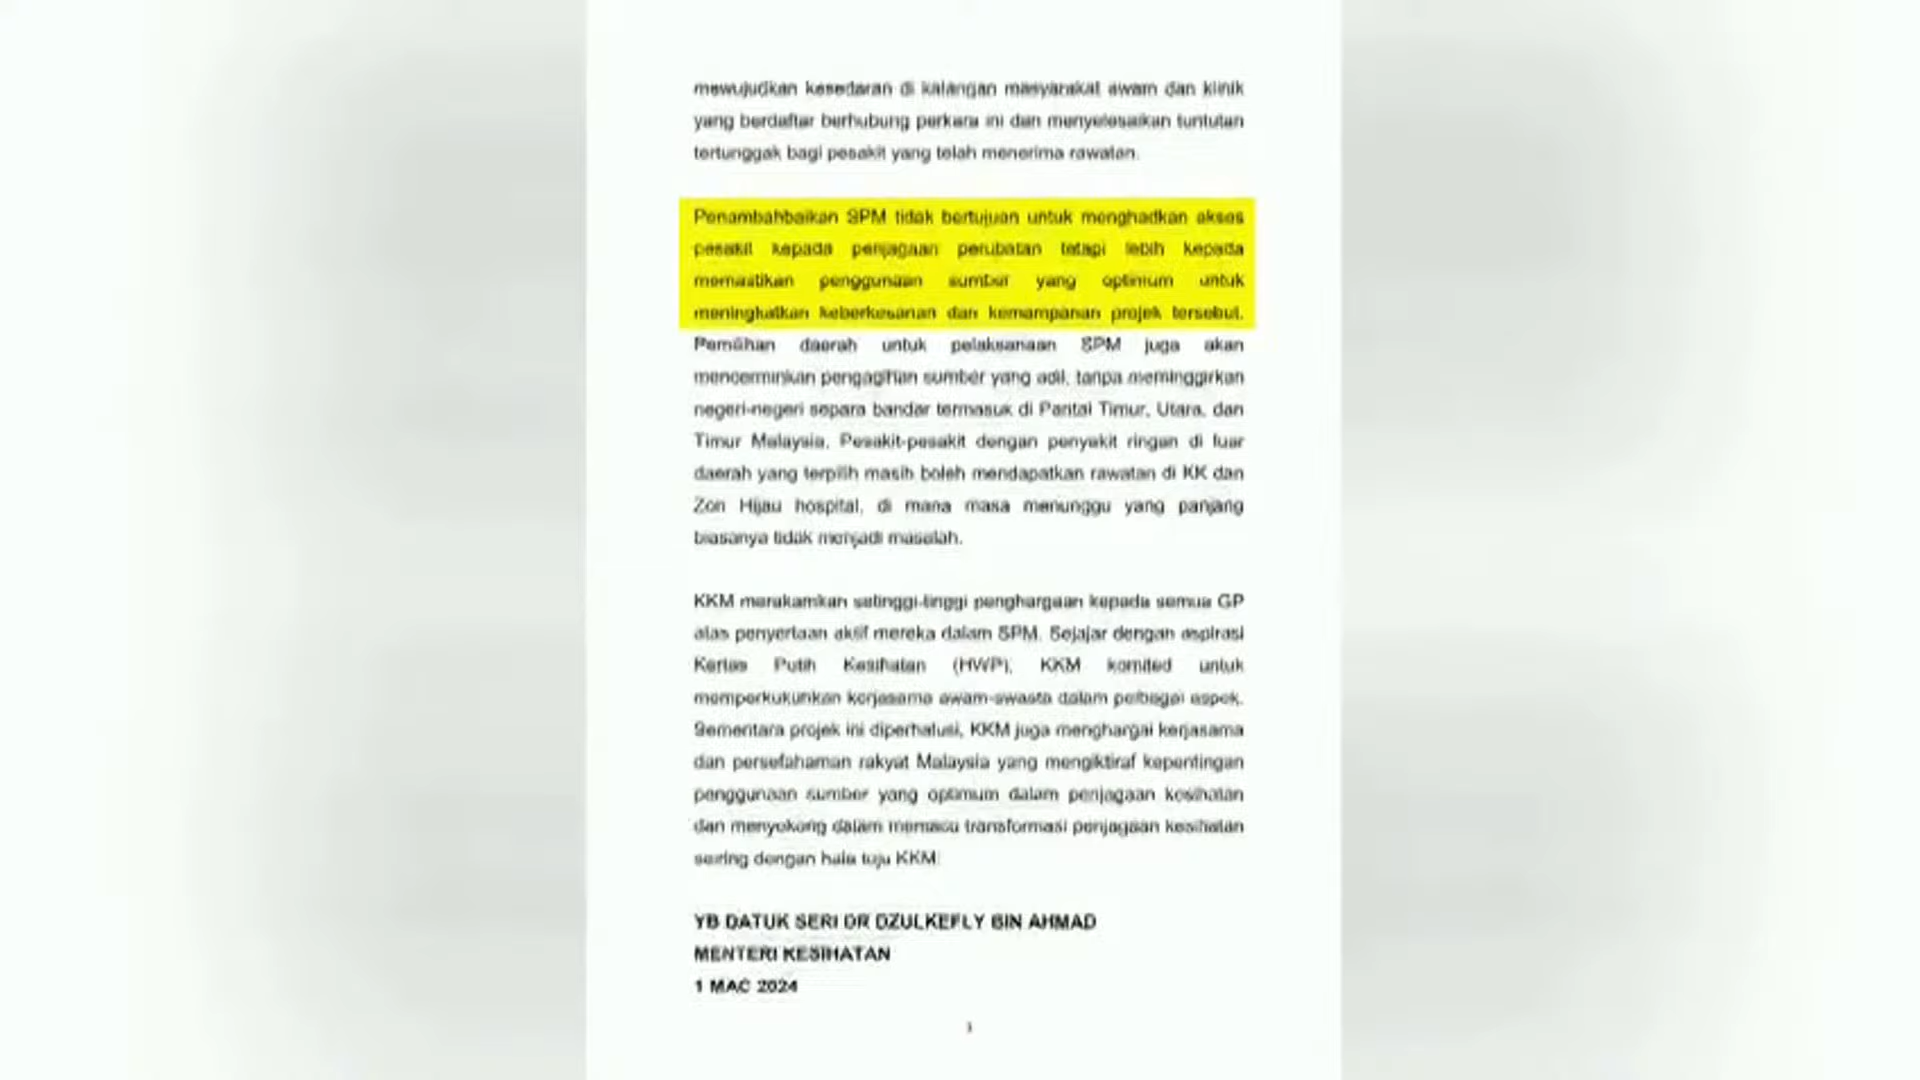 mewujudkan kesedaran di kalangan masyarakat awam dan klinik
yang berdaftar berhubung perkara ini dan menyelesaikan tuntutan
tertunggak bagi pesakit yang telah menerima rawatan.
Penambahbaikan SPM tidak bertujuan untuk menghadkan akses
pesakit kepada penjagaan perubatan tetapi lebih kepada
memastikan penggunaan sumber yang optimum untuk
meningkatkan keberkesanan dan kemampanan projek tersebut.
Pemilihan daerah untuk pelaksanaan SPM juga akan
mencerminkan pengagihan sumber yang adil, tanpa meminggirkan
negeri-negeri separa bandar termasuk di Pantai Timur, Utara, dan
Timur Malaysia. Pesakit-pesakit dengan penyakit ringan di luar
daerah yang terpilih masih boleh mendapatkan rawatan di KK dan
Zon Hijau hospital, di mana masa menunggu yang panjang
biasanya tidak menjadi masalah.
KKM merakamkan setinggi-tinggi penghargaan kepada semua GP
atas penyertaan aktif mereka dalam SPM. Sejajar dengan aspirasi
Kertas Putih Kesihatan (HWP), KKM komited untuk
memperkukuhkan kerjasama awam-swasta dalam pelbagai aspek.
Sementara projek ini diperhalusi, KKM juga menghargai kerjasama
dan persefahaman rakyat Malaysia yang mengiktiraf kepentingan
penggunaan sumber yang optimum dalam penjagaan kesihatan
dan menyokong dalam memacu transformasi penjagaan kesihatan
seiring dengan hala tuju KKM.
YB DATUK SERI DR DZULKEFLY BIN AHMAD
MENTERI KESIHATAN
1 MAC 2024
3